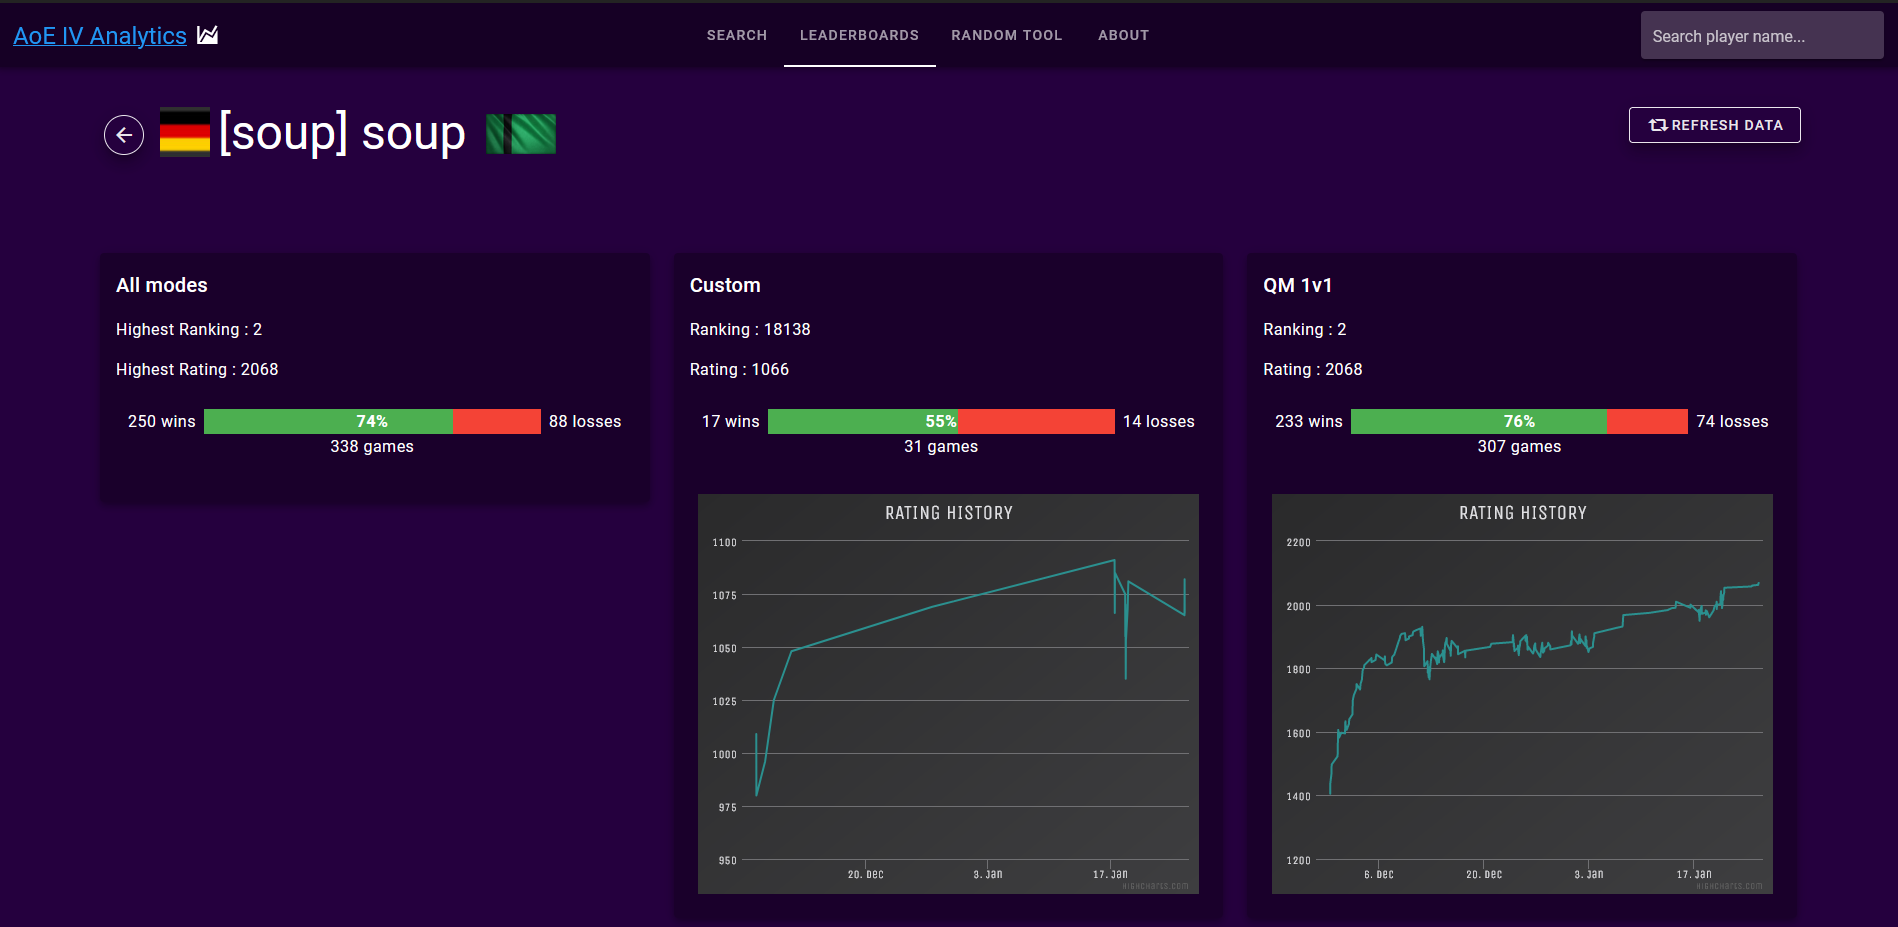 AoE IV Analytics
SEARCH LEADERBOARDS RANDOM TOOL ABOUT
Search player name...
[soup] soup
REFRESH DATA
All modes
Highest Ranking : 2
Highest Rating : 2068
250 wins 74% 88 losses
338 games
Custom
Ranking : 18138
Rating : 1066
17 wins 55% 14 losses
31 games
RATING HISTORY
1100
1075
1050
1025
1000
975
950
20. Dec 3. Jan 17. Jan
Highcharts.com
QM 1v1
Ranking : 2
Rating : 2068
233 wins 76% 74 losses
307 games
RATING HISTORY
2200
2000
1800
1600
1400
1200
6. Dec 20. Dec 3. Jan 17. Jan
Highcharts.com